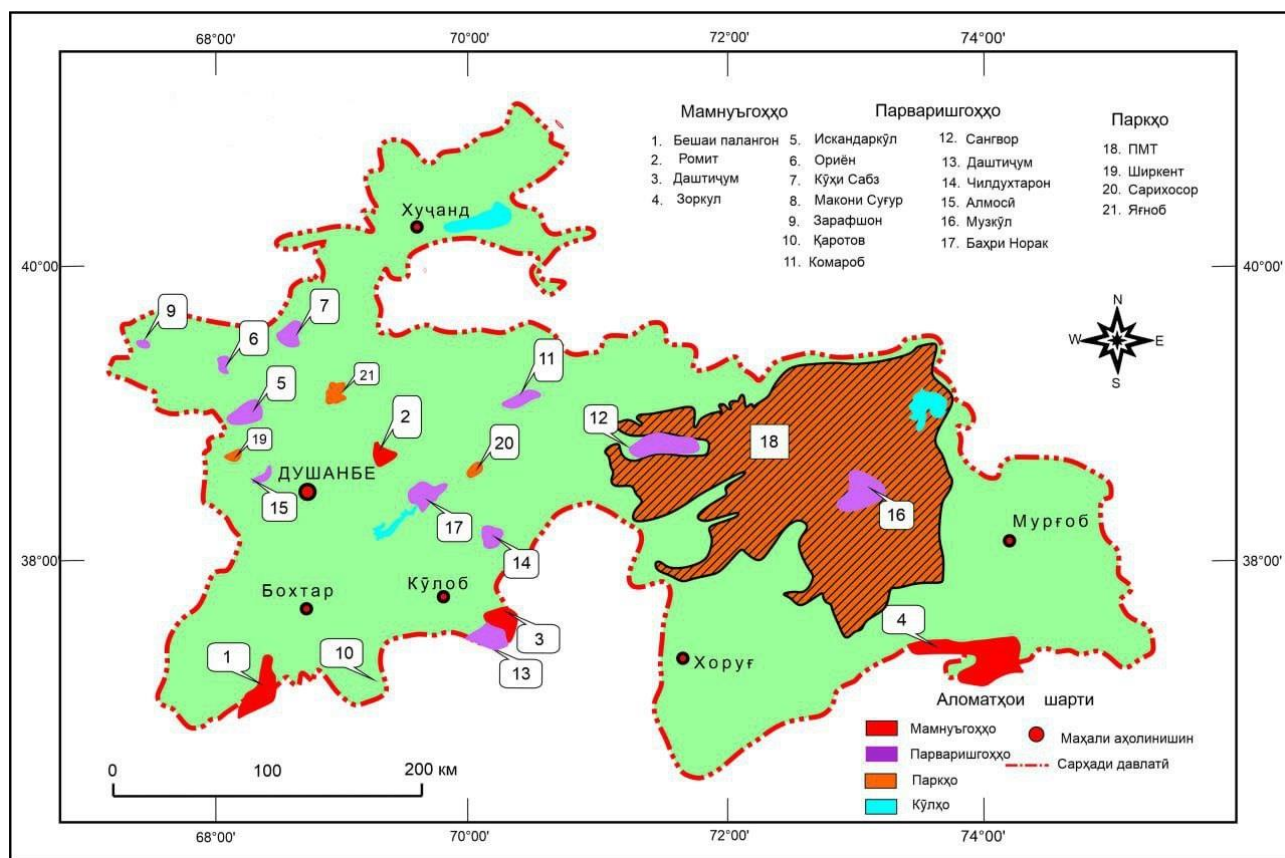 68°00'
70°00'
72°00'
74°00'
Мамнуъгоҳҳо
1. Бешаи палангон
2. Ромит
3. Даштиҷум
4. Зоркул
Парваришгоҳҳо
5. Искандаркӯл
6. Ориён
7. Кӯҳи Сабз
8. Макони Суғур
9. Зарафшон
10. Қаротов
11. Комароб
12. Сангвор
13. Даштиҷум
14. Чилдухтарон
15. Алмосӣ
16. Музкӯл
17. Баҳри Норак
Паркҳо
18. ПМТ
19. Ширкент
20. Сарихосор
21. Яғноб
Хуҷанд
40°00'
40°00'
N
W
E
S
9
7
6
11
21
5
2
12
18
19
20
ДУШАНБЕ
15
17
16
14
Мурғоб
38°00'
38°00'
Бохтар
Кӯлоб
3
4
1
10
13
Хоруғ
Аломатҳои шарти
Мамнуъгоҳҳо
Парваришгоҳҳо
Паркҳо
Кӯлҳо
Маҳали аҳолинишин
Сарҳади давлатӣ
0
100
200 км
68°00'
70°00'
72°00'
74°00'